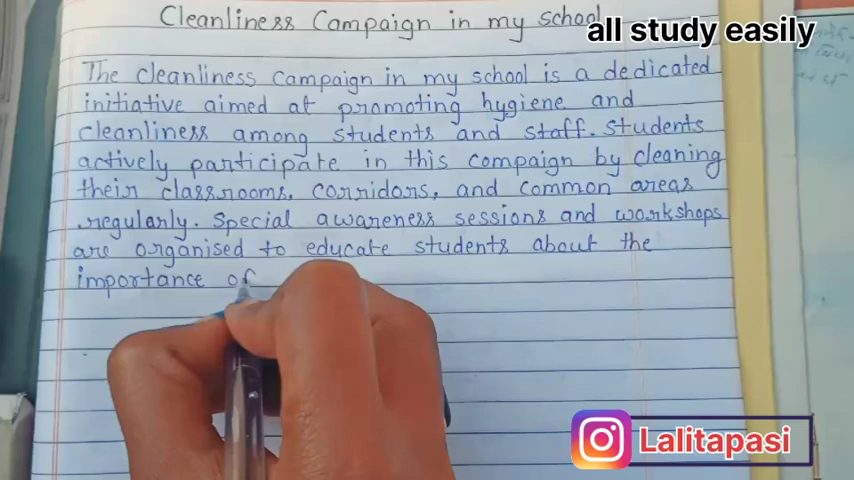 Cleanliness Campaign in my school
all study easily
The cleanliness campaign in my school is a dedicated
initiative aimed at promoting hygiene and
cleanliness among students and staff. Students
actively participate in this compaign by cleaning
their classrooms, corridors, and common areas
regularly. Special awareness sessions and workshops
are organised to educate students about the
importance of
Lalitapasi